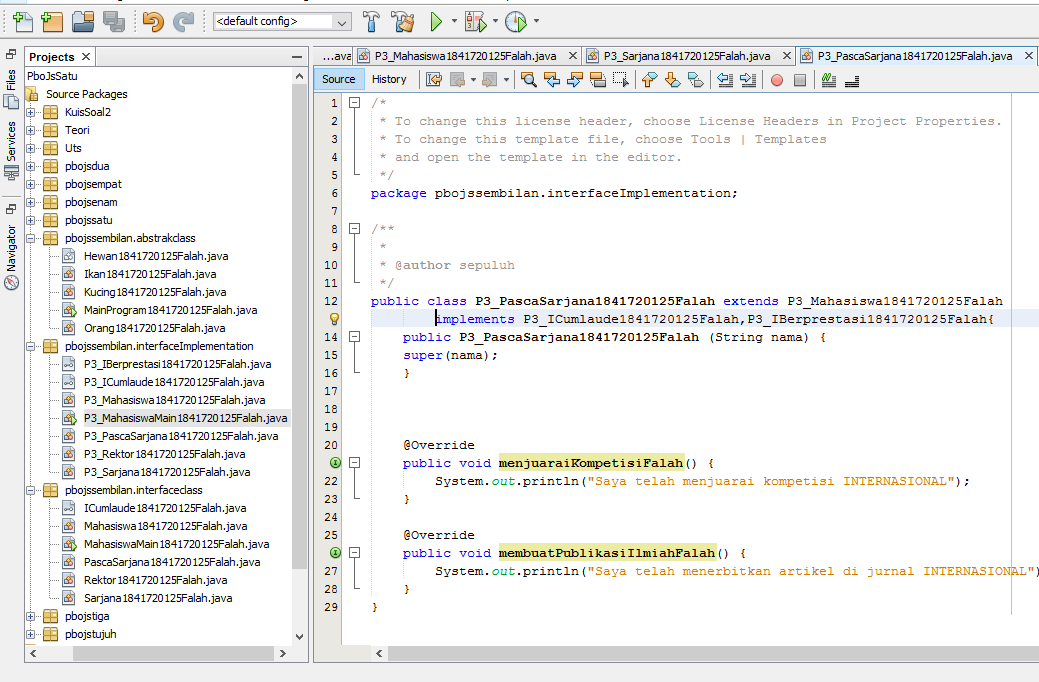 <default config>
Projects
Files
Services
Navigator
PboJsSatu
Source Packages
KuisSoal2
Teori
Uts
pbojsdua
pbojsempat
pbojsenam
pbojssatu
pbojssembilan.abstrakclass
Hewan1841720125Falah.java
Ikan1841720125Falah.java
Kucing1841720125Falah.java
MainProgram1841720125Falah.java
Orang1841720125Falah.java
pbojssembilan.interfaceImplementation
P3_IBerprestasi1841720125Falah.java
P3_ICumlaude1841720125Falah.java
P3_Mahasiswa1841720125Falah.java
P3_MahasiswaMain1841720125Falah.java
P3_PascaSarjana1841720125Falah.java
P3_Rektor1841720125Falah.java
P3_Sarjana1841720125Falah.java
pbojssembilan.interfaceclass
ICumlaude1841720125Falah.java
Mahasiswa1841720125Falah.java
MahasiswaMain1841720125Falah.java
PascaSarjana1841720125Falah.java
Rektor1841720125Falah.java
Sarjana1841720125Falah.java
pbojstiga
pbojstujuh
...ava P3_Mahasiswa1841720125Falah.java P3_Sarjana1841720125Falah.java P3_PascaSarjana1841720125Falah.java
Source History
1 /*
2 * To change this license header, choose License Headers in Project Properties.
3 * To change this template file, choose Tools | Templates
4 * and open the template in the editor.
5 */
6 package pbojssembilan.interfaceImplementation;
7
8 /**
9 *
10 * @author sepuluh
11 */
12 public class P3_PascaSarjana1841720125Falah extends P3_Mahasiswa1841720125Falah
implements P3_ICumlaude1841720125Falah,P3_IBerprestasi1841720125Falah{
14 public P3_PascaSarjana1841720125Falah (String nama) {
15 super(nama);
16 }
17
18
19
20 @Override
public void menjuaraiKompetisiFalah() {
22 System.out.println("Saya telah menjuarai kompetisi INTERNASIONAL");
23 }
24
25 @Override
public void membuatPublikasiIlmiahFalah() {
27 System.out.println("Saya telah menerbitkan artikel di jurnal INTERNASIONAL")
28 }
29 }